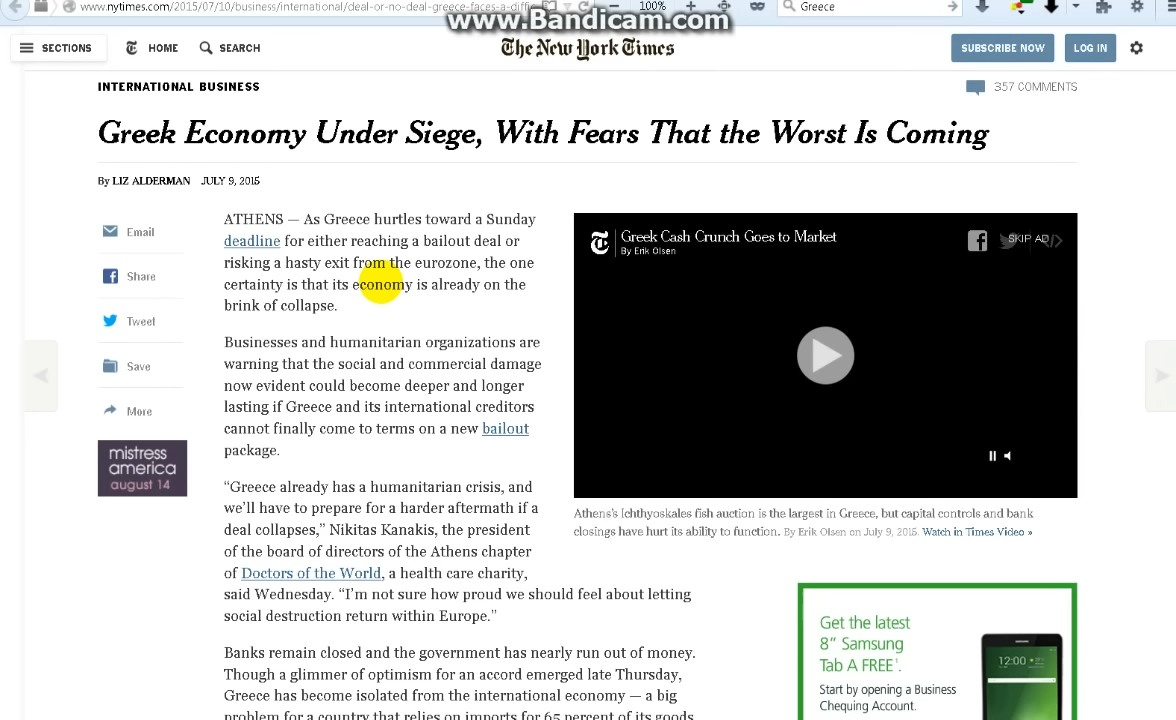 www.nytimes.com/2015/07/10/business/international/deal-or-no-deal-greece-faces-a-diffi
100%
Greece
www.Bandicam.com
SECTIONS
HOME
SEARCH
The New York Times
SUBSCRIBE NOW
LOG IN
INTERNATIONAL BUSINESS
357 COMMENTS
Greek Economy Under Siege, With Fears That the Worst Is Coming
By LIZ ALDERMAN JULY 9, 2015
Email
Share
Tweet
Save
More
mistress
america
august 14
ATHENS — As Greece hurtles toward a Sunday
deadline for either reaching a bailout deal or
risking a hasty exit from the eurozone, the one
certainty is that its economy is already on the
brink of collapse.
Businesses and humanitarian organizations are
warning that the social and commercial damage
now evident could become deeper and longer
lasting if Greece and its international creditors
cannot finally come to terms on a new bailout
package.
“Greece already has a humanitarian crisis, and
we’ll have to prepare for a harder aftermath if a
deal collapses,” Nikitas Kanakis, the president
of the board of directors of the Athens chapter
of Doctors of the World, a health care charity,
said Wednesday. “I’m not sure how proud we should feel about letting
social destruction return within Europe.”
Banks remain closed and the government has nearly run out of money.
Though a glimmer of optimism for an accord emerged late Thursday,
Greece has become isolated from the international economy — a big
problem for a country that relies on imports for 65 percent of its goods
Greek Cash Crunch Goes to Market
By Erik Olsen
SKIP AD
Athens’s ichthyoskales fish auction is the largest in Greece, but capital controls and bank
closings have hurt its ability to function. By Erik Olsen on July 9, 2015. Watch in Times Video »
Get the latest
8” Samsung
Tab A FREE¹.
Start by opening a Business
Chequing Account.
12:00